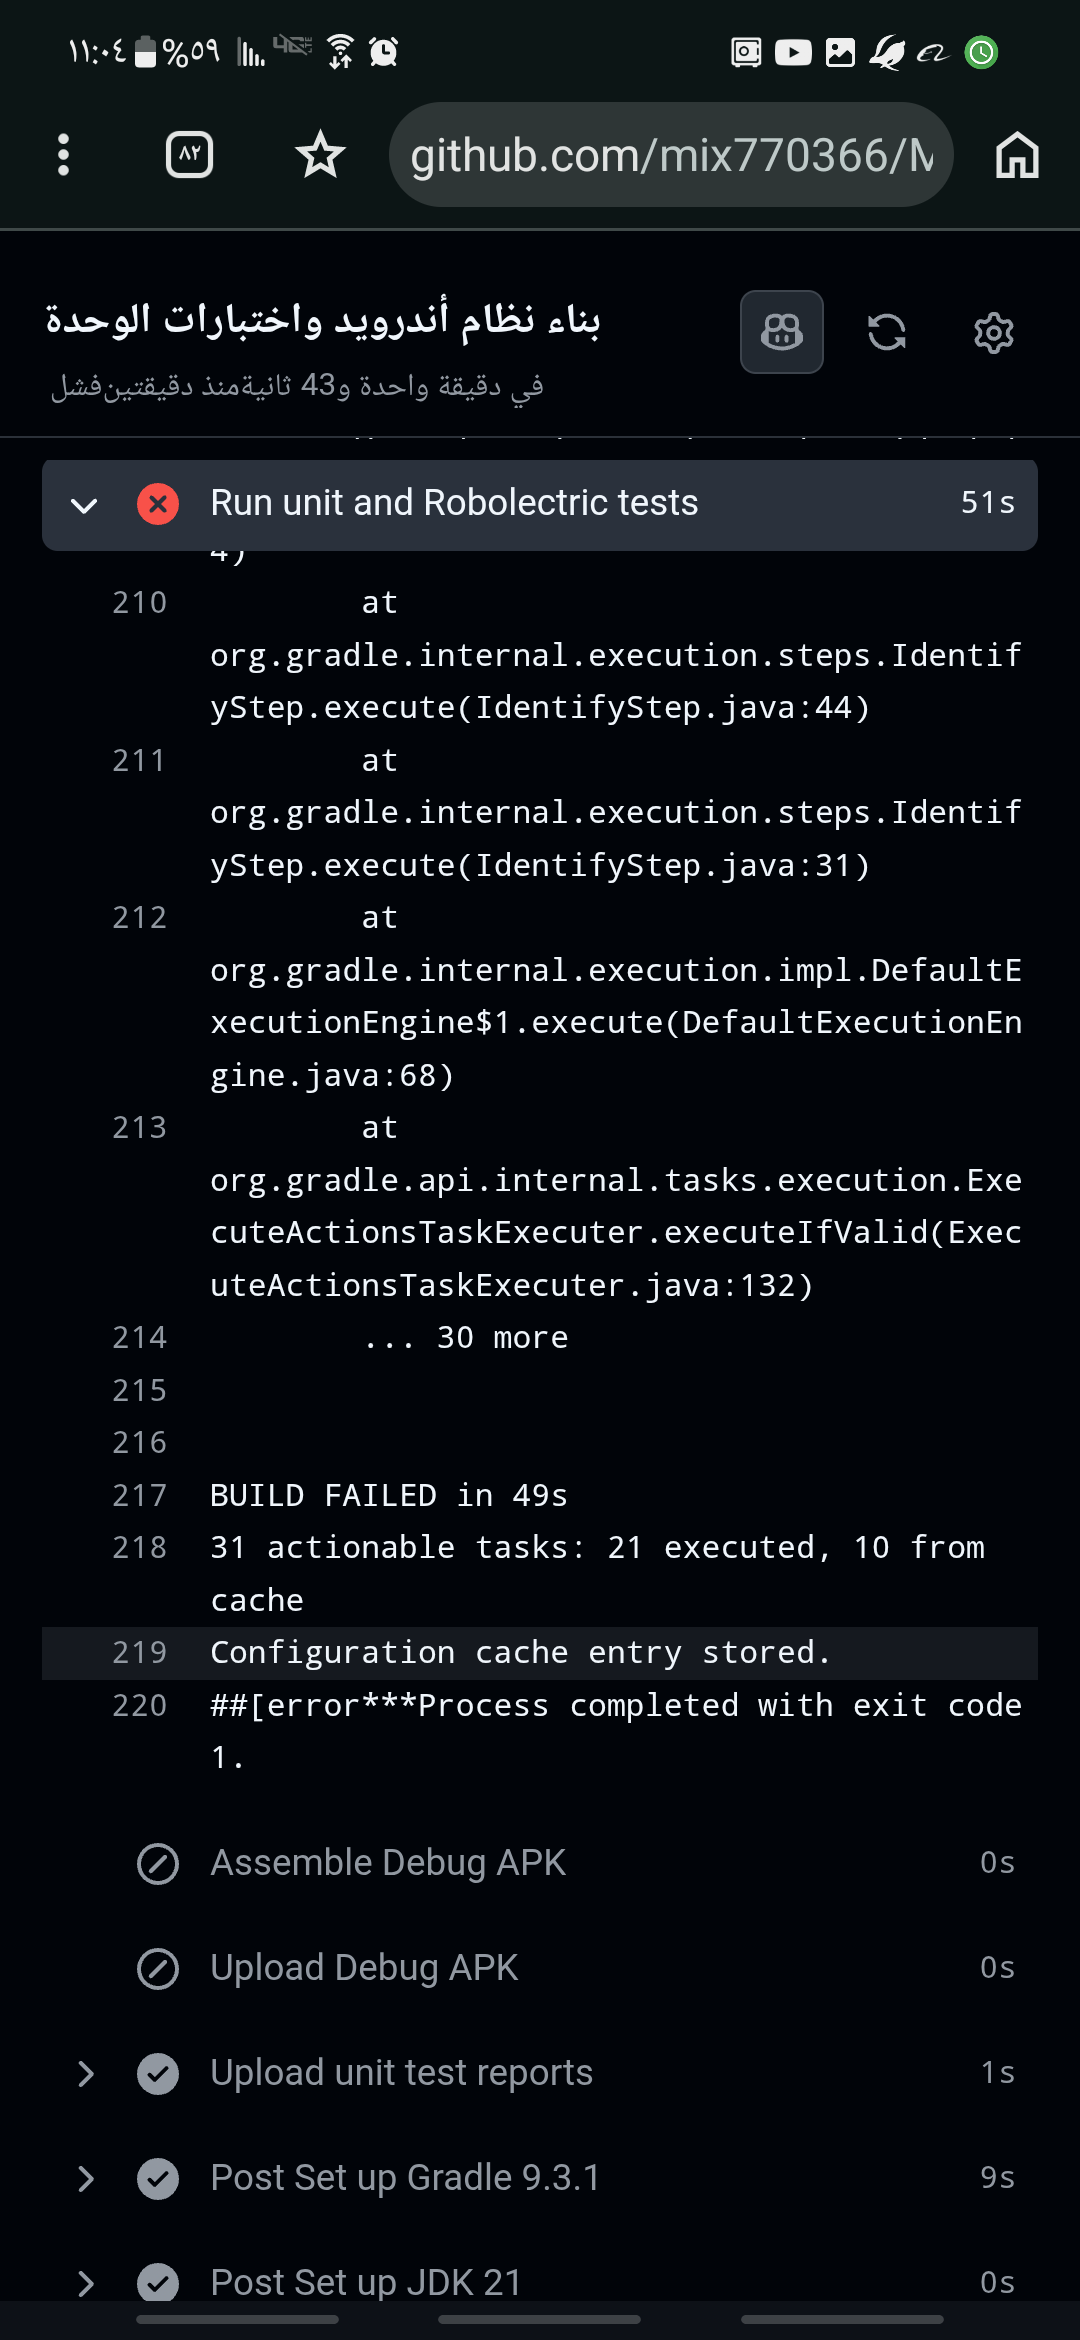 ١١:٠٤ %٥٩
٨٢
github.com/mix770366/M
بناء نظام أندرويد واختبارات الوحدة
فشل منذ دقيقتين في دقيقة واحدة و43 ثانية
Run unit and Robolectric tests 51s
4)
210 at
org.gradle.internal.execution.steps.Identif
yStep.execute(IdentifyStep.java:44)
211 at
org.gradle.internal.execution.steps.Identif
yStep.execute(IdentifyStep.java:31)
212 at
org.gradle.internal.execution.impl.DefaultE
xecutionEngine$1.execute(DefaultExecutionEn
gine.java:68)
213 at
org.gradle.api.internal.tasks.execution.Exe
cuteActionsTaskExecuter.executeIfValid(Exec
uteActionsTaskExecuter.java:132)
214 ... 30 more
215
216
217 BUILD FAILED in 49s
218 31 actionable tasks: 21 executed, 10 from
cache
219 Configuration cache entry stored.
220 ##[error***Process completed with exit code
1.
Assemble Debug APK 0s
Upload Debug APK 0s
Upload unit test reports 1s
Post Set up Gradle 9.3.1 9s
Post Set up JDK 21 0s